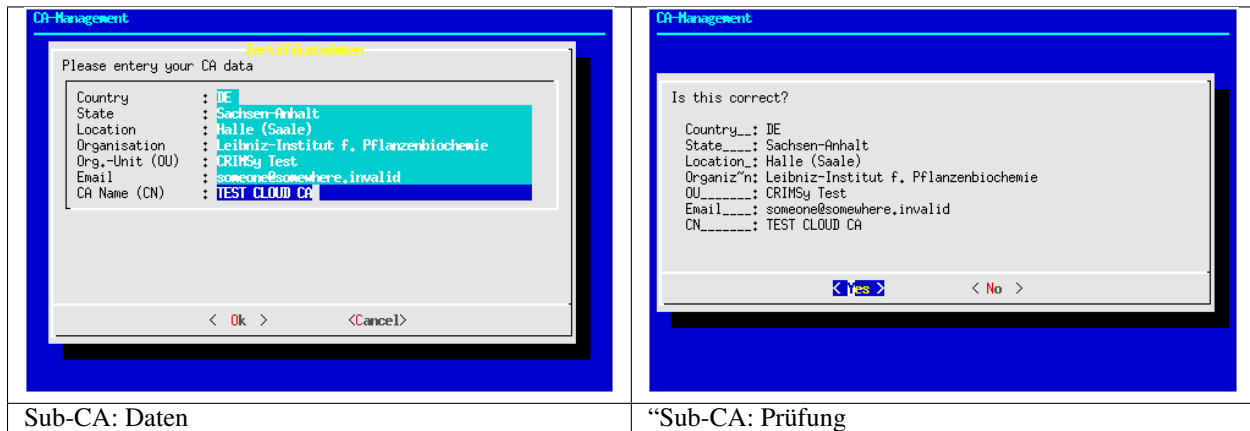 CA-Management
Zertifikatsdaten
Please entery your CA data
Country : DE
State : Sachsen-Anhalt
Location : Halle (Saale)
Organisation : Leibniz-Institut f. Pflanzenbiochemie
Org.-Unit (OU) : CRIMSy Test
Email : someone@somewhere.invalid
CA Name (CN) : TEST CLOUD CA
< Ok > <Cancel>
Sub-CA: Daten
CA-Management
Is this correct?
Country__: DE
State____: Sachsen-Anhalt
Location_: Halle (Saale)
Organiz~n: Leibniz-Institut f. Pflanzenbiochemie
OU_______: CRIMSy Test
Email____: someone@somewhere.invalid
CN_______: TEST CLOUD CA
< Yes > < No >
“Sub-CA: Prüfung